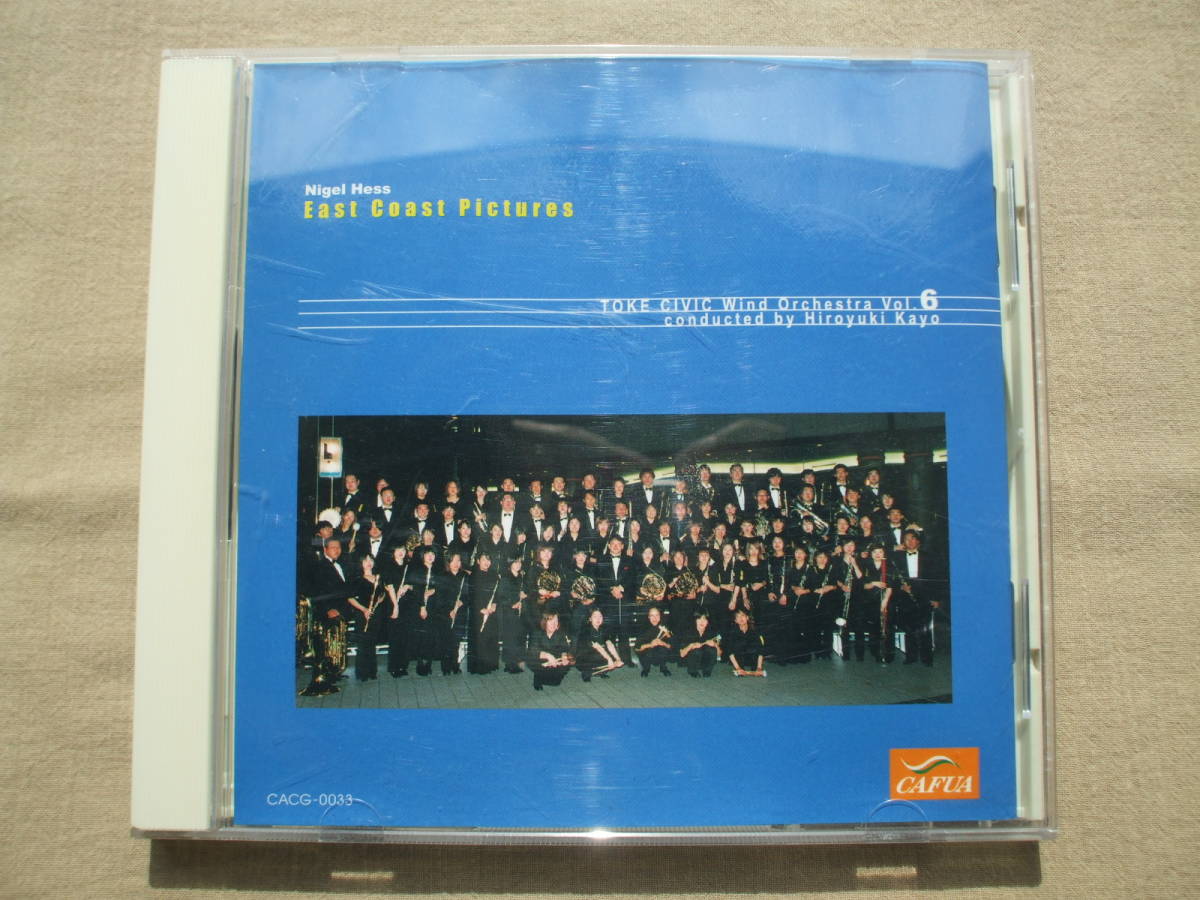 Nigel Hess
East Coast Pictures
TOKE CIVIC Wind Orchestra Vol.6
conducted by Hiroyuki Kayo
CAFUA
CACG-0033